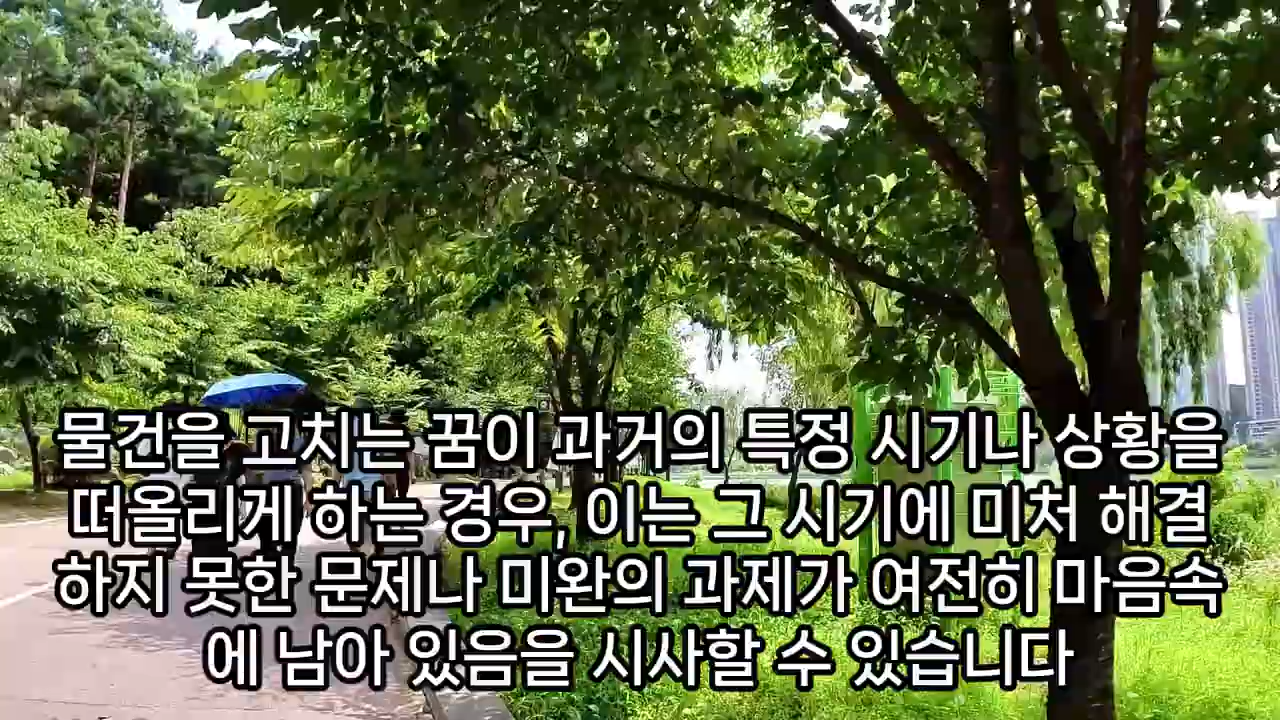 물건을 고치는 꿈이 과거의 특정 시기나 상황을
떠올리게 하는 경우, 이는 그 시기에 미처 해결
하지 못한 문제나 미완의 과제가 여전히 마음속
에 남아 있음을 시사할 수 있습니다